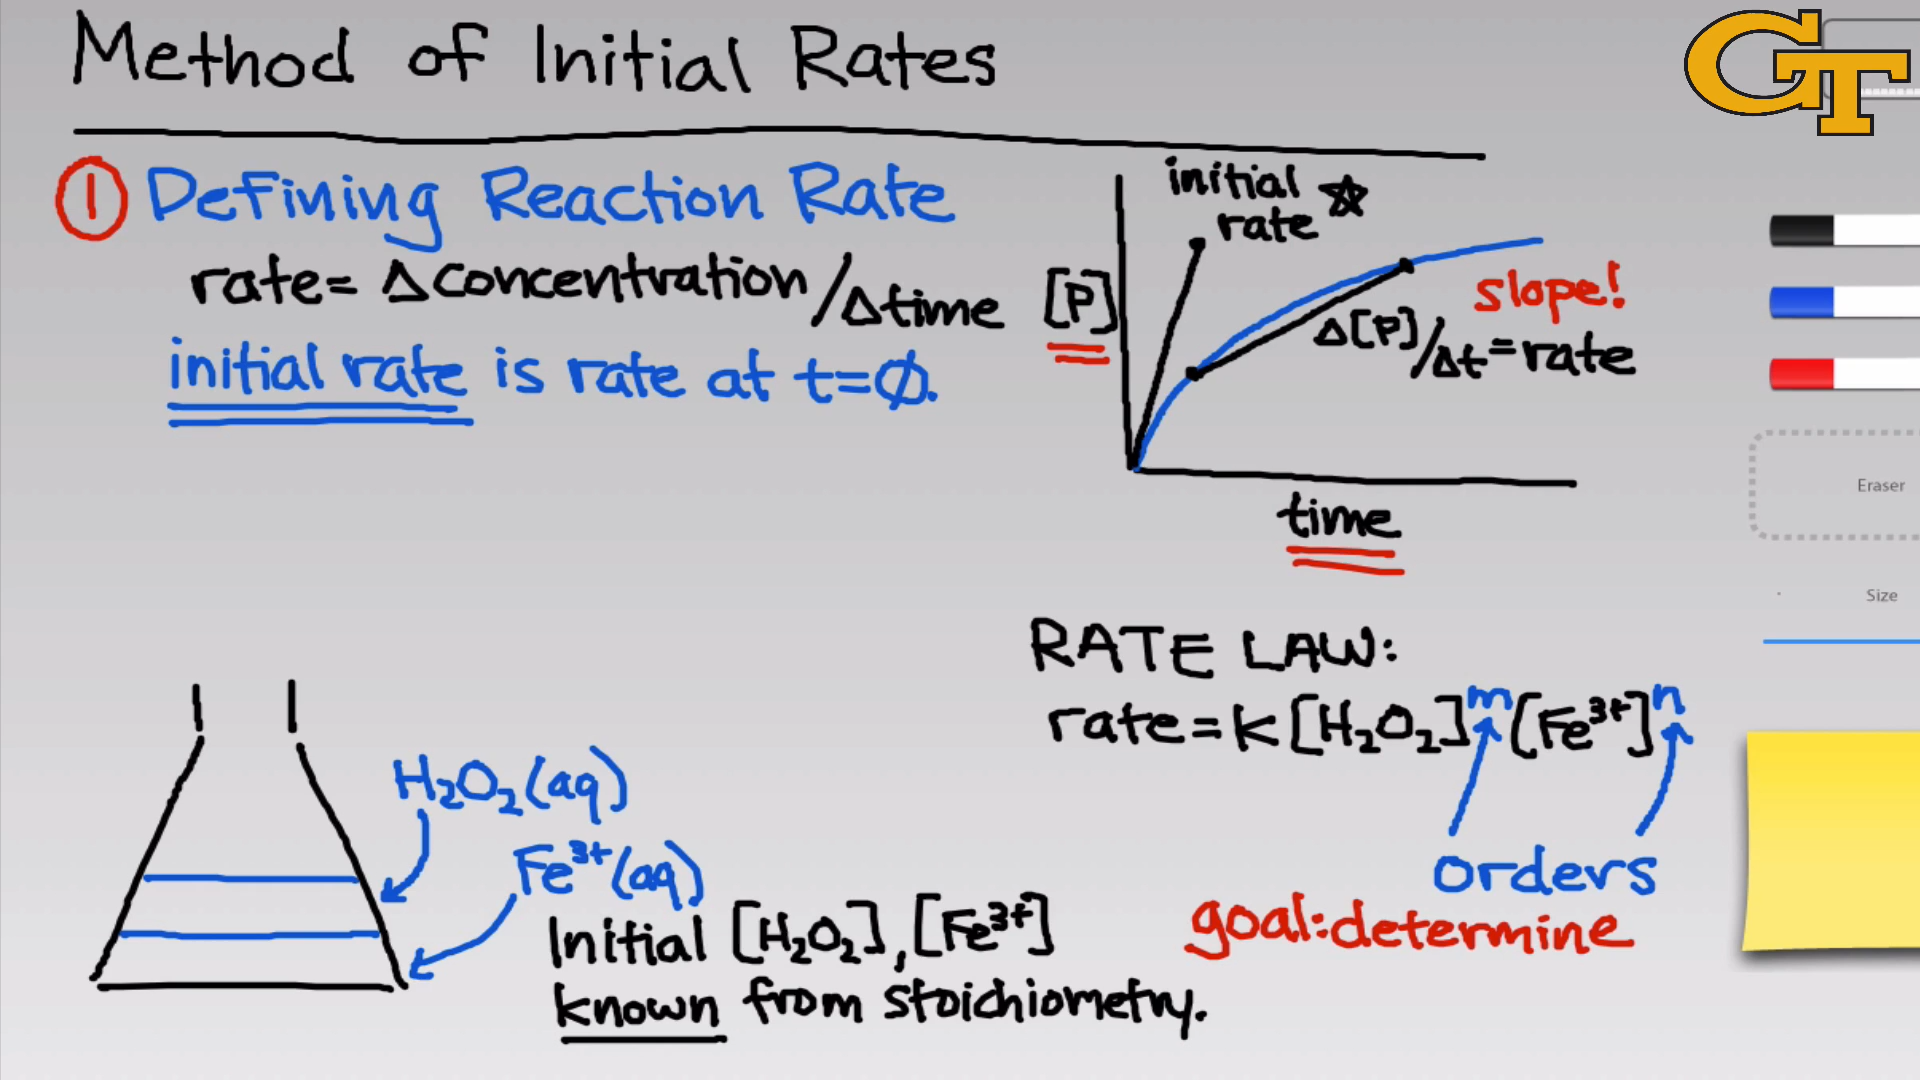 Method of Initial Rates
GT
① Defining Reaction Rate
rate = Δconcentration/Δtime
initial rate is rate at t=∅.
initial
rate ☆
[P]
slope!
Δ[P]/Δt = rate
time
Eraser
Size
RATE LAW:
rate = k[H₂O₂]ᵐ[Fe³⁺]ⁿ
orders
goal: determine
H₂O₂(aq)
Fe³⁺(aq)
Initial [H₂O₂], [Fe³⁺]
known from stoichiometry.